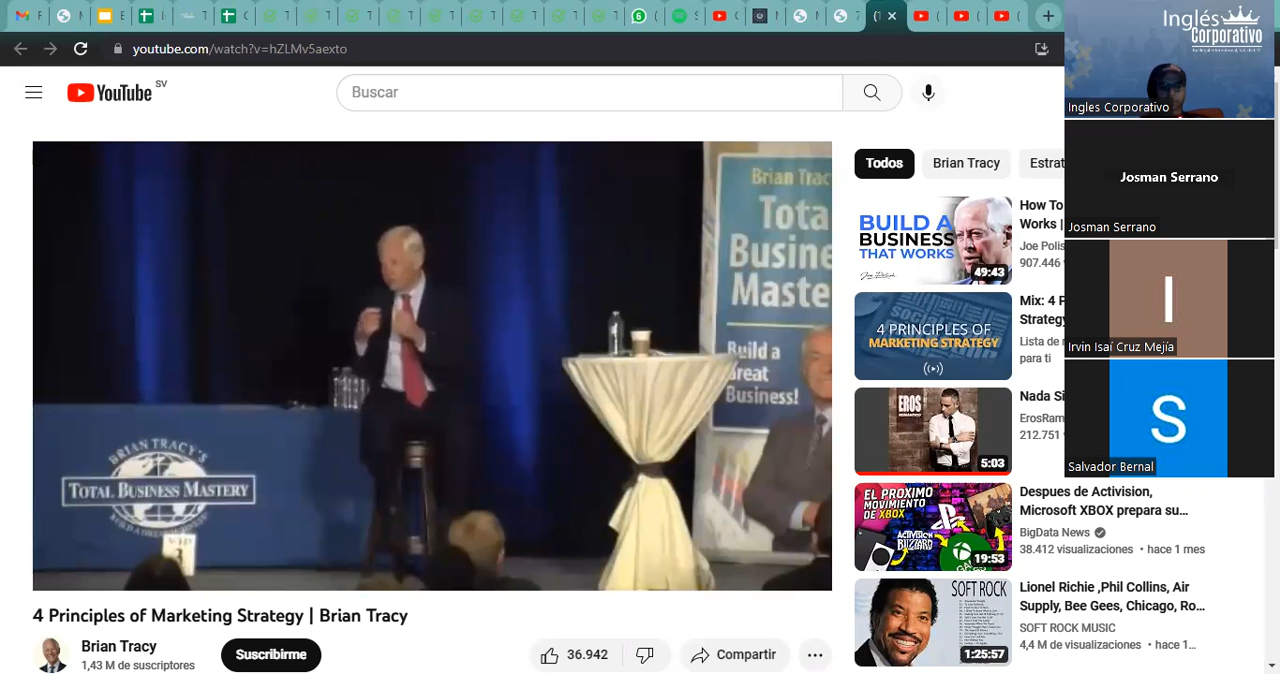 youtube.com/watch?v=hZLMv5aexto
YouTube SV
Buscar
Brian Trac
Tota
Business
Maste
Build a
Great
Business!
BRIAN TRACY'S
TOTAL BUSINESS MASTERY
4 Principles of Marketing Strategy | Brian Tracy
Brian Tracy
1,43 M de suscriptores
Suscribirme
36.942
Compartir
Todos
Brian Tracy
Estrat
BUILD A
BUSINESS
THAT WORKS
49:43
How To
Works |
Joe Polis
907.446
4 PRINCIPLES OF
MARKETING STRATEGY
Mix: 4 P
Strategy
Lista de
para ti
EROS
5:03
Nada Si
ErosRam
212.751
EL PROXIMO
MOVIMIENTO
DE XBOX
ACTIVISION
BLIZZARD
19:53
Despues de Activision,
Microsoft XBOX prepara su...
BigData News
38.412 visualizaciones • hace 1 mes
SOFT ROCK
1:25:57
Lionel Richie ,Phil Collins, Air
Supply, Bee Gees, Chicago, Ro...
SOFT ROCK MUSIC
4,4 M de visualizaciones • hace 1...
Inglés
Corporativo
Ingles Corporativo
Josman Serrano
Josman Serrano
I
Irvin Isaí Cruz Mejía
S
Salvador Bernal